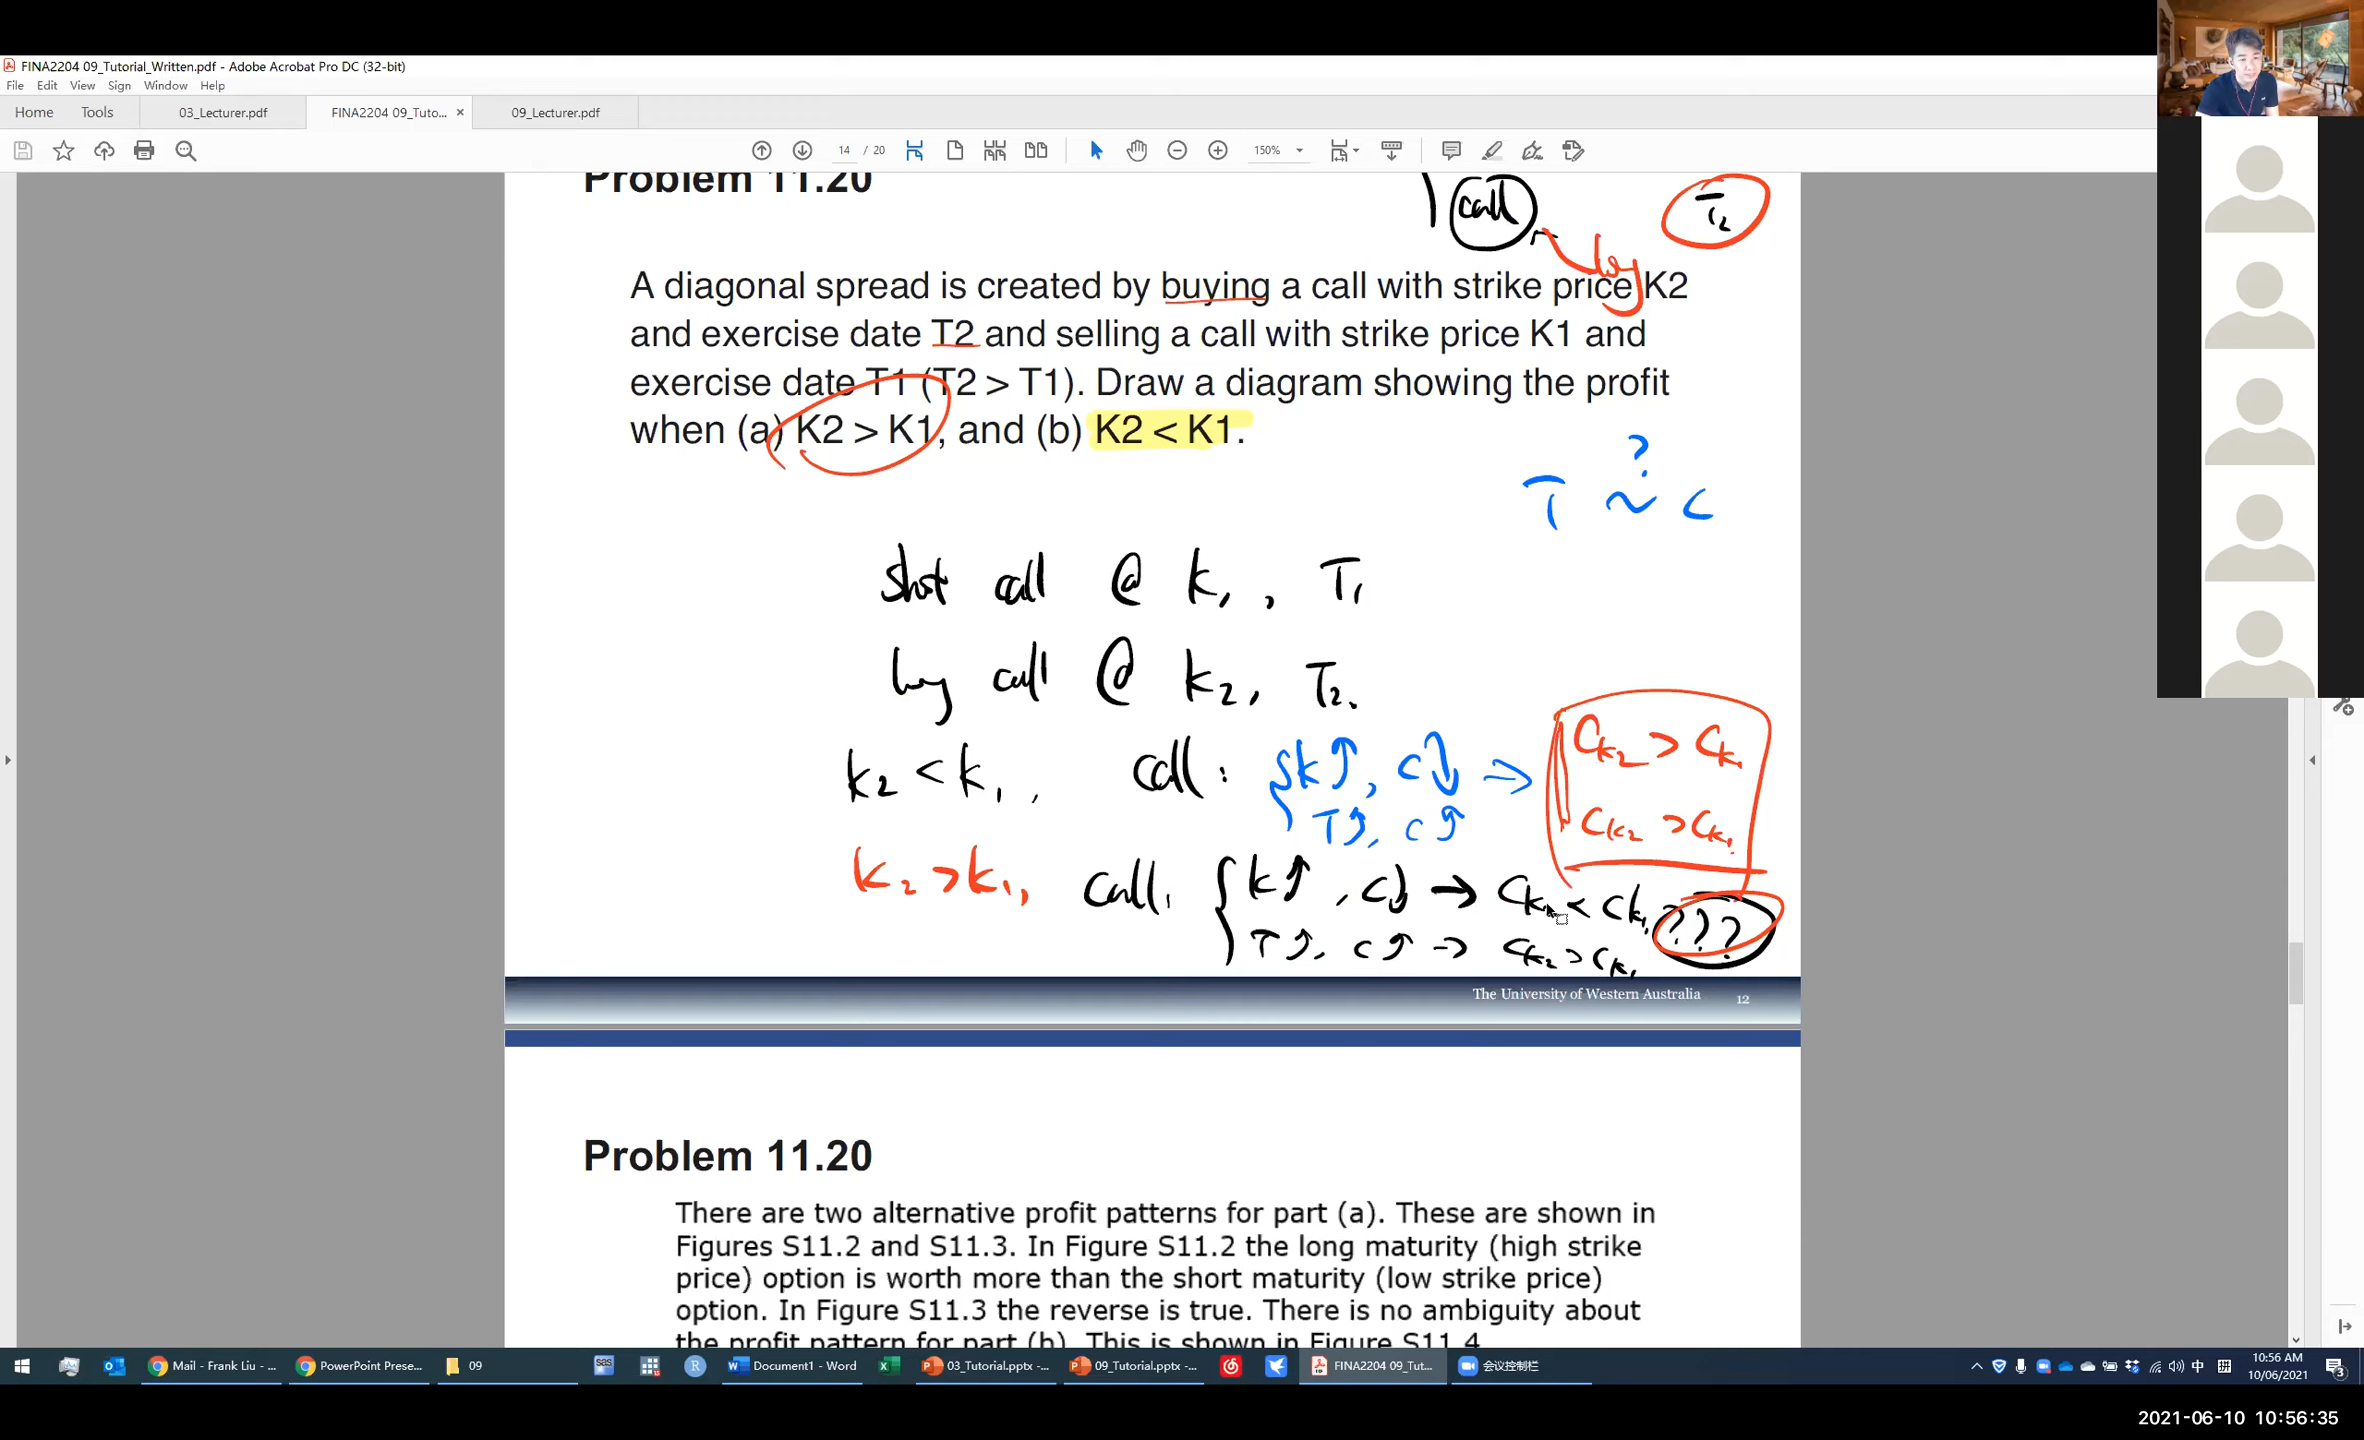 FINA2204 09_Tutorial_Written.pdf - Adobe Acrobat Pro DC (32-bit)
File Edit View Sign Window Help
Home Tools 03_Lecturer.pdf FINA2204 09_Tuto... × 09_Lecturer.pdf
14 / 20 150%
Problem 11.20
call T2
buy
A diagonal spread is created by buying a call with strike price K2
and exercise date T2 and selling a call with strike price K1 and
exercise date T1 (T2 > T1). Draw a diagram showing the profit
when (a) K2 > K1, and (b) K2 < K1.
?
T ~ C
short call @ K1, T1
buy call @ K2, T2.
K2 < K1, call: { K↑, C↓ ⇒ CK2 > CK1
T↑, C↑ CK2 > CK1
K2 > K1, Call: { K↑, C↓ → CK2 < CK1
T↑, C↑ → CK2 > CK1 ???
The University of Western Australia 12
Problem 11.20
There are two alternative profit patterns for part (a). These are shown in
Figures S11.2 and S11.3. In Figure S11.2 the long maturity (high strike
price) option is worth more than the short maturity (low strike price)
option. In Figure S11.3 the reverse is true. There is no ambiguity about
the profit pattern for part (b). This is shown in Figure S11.4
Mail - Frank Liu - ... PowerPoint Prese... 09 Document1 - Word 03_Tutorial.pptx -... 09_Tutorial.pptx -... FINA2204 09_Tut... 会议控制栏 中 拼 10:56 AM
10/06/2021
2021-06-10 10:56:35